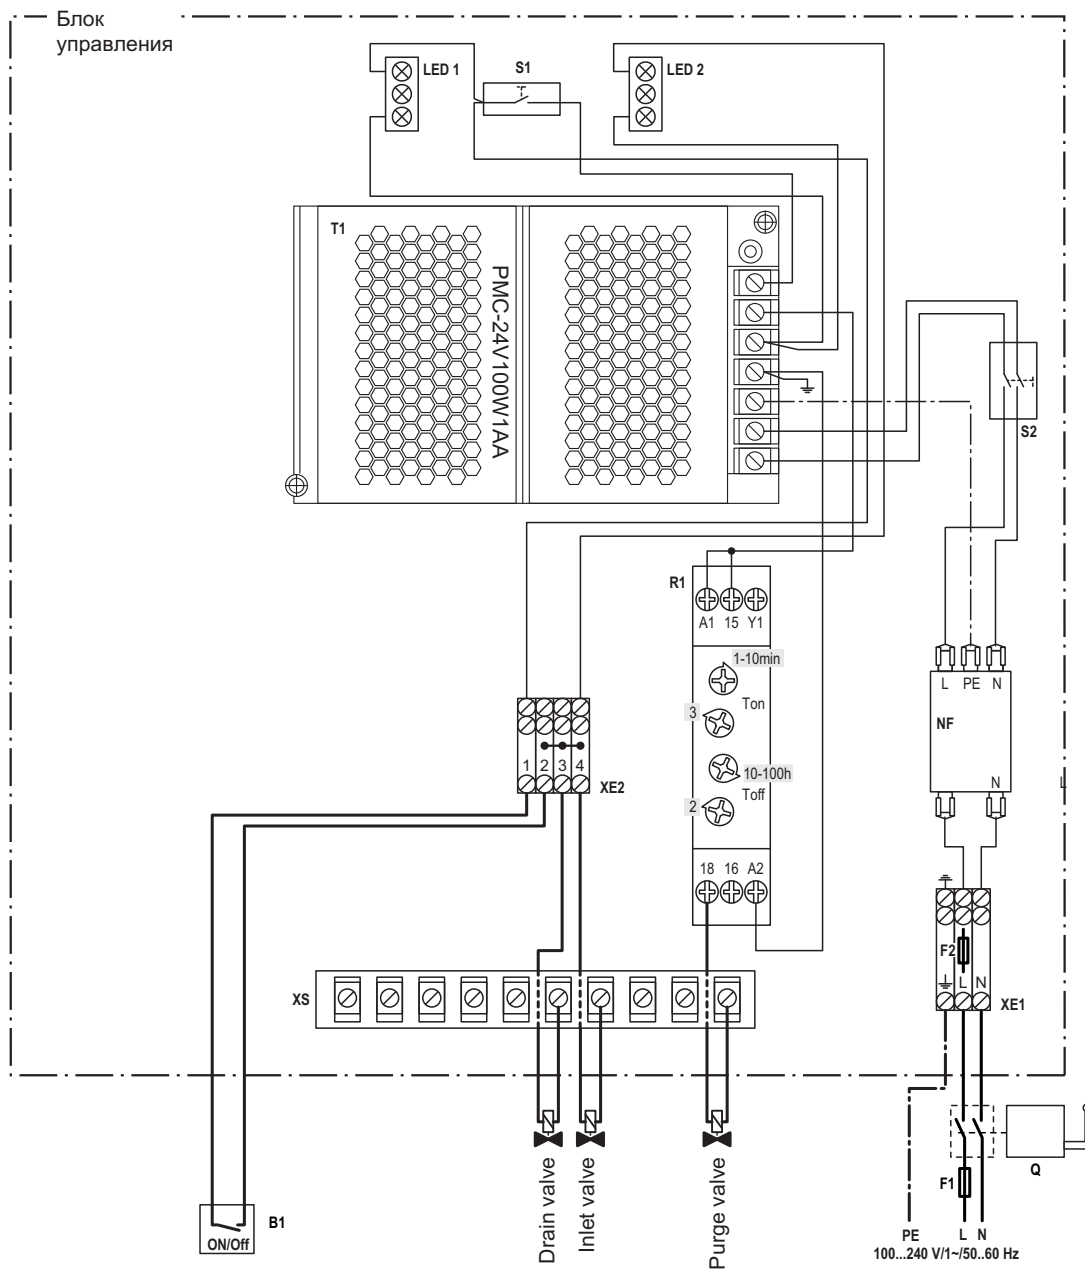 Блок
управления
LED 1
S1
LED 2
T1
PMC-24V100W1AA
S2
R1
A1 15 Y1
1-10min
Ton
3
10-100h
Toff
2
18 16 A2
L PE N
NF
N
L
1 2 3 4
XE2
F2
L N
XE1
XS
Drain valve
Inlet valve
Purge valve
B1
ON/Off
Q
F1
PE L N
100...240 V/1~/50..60 Hz